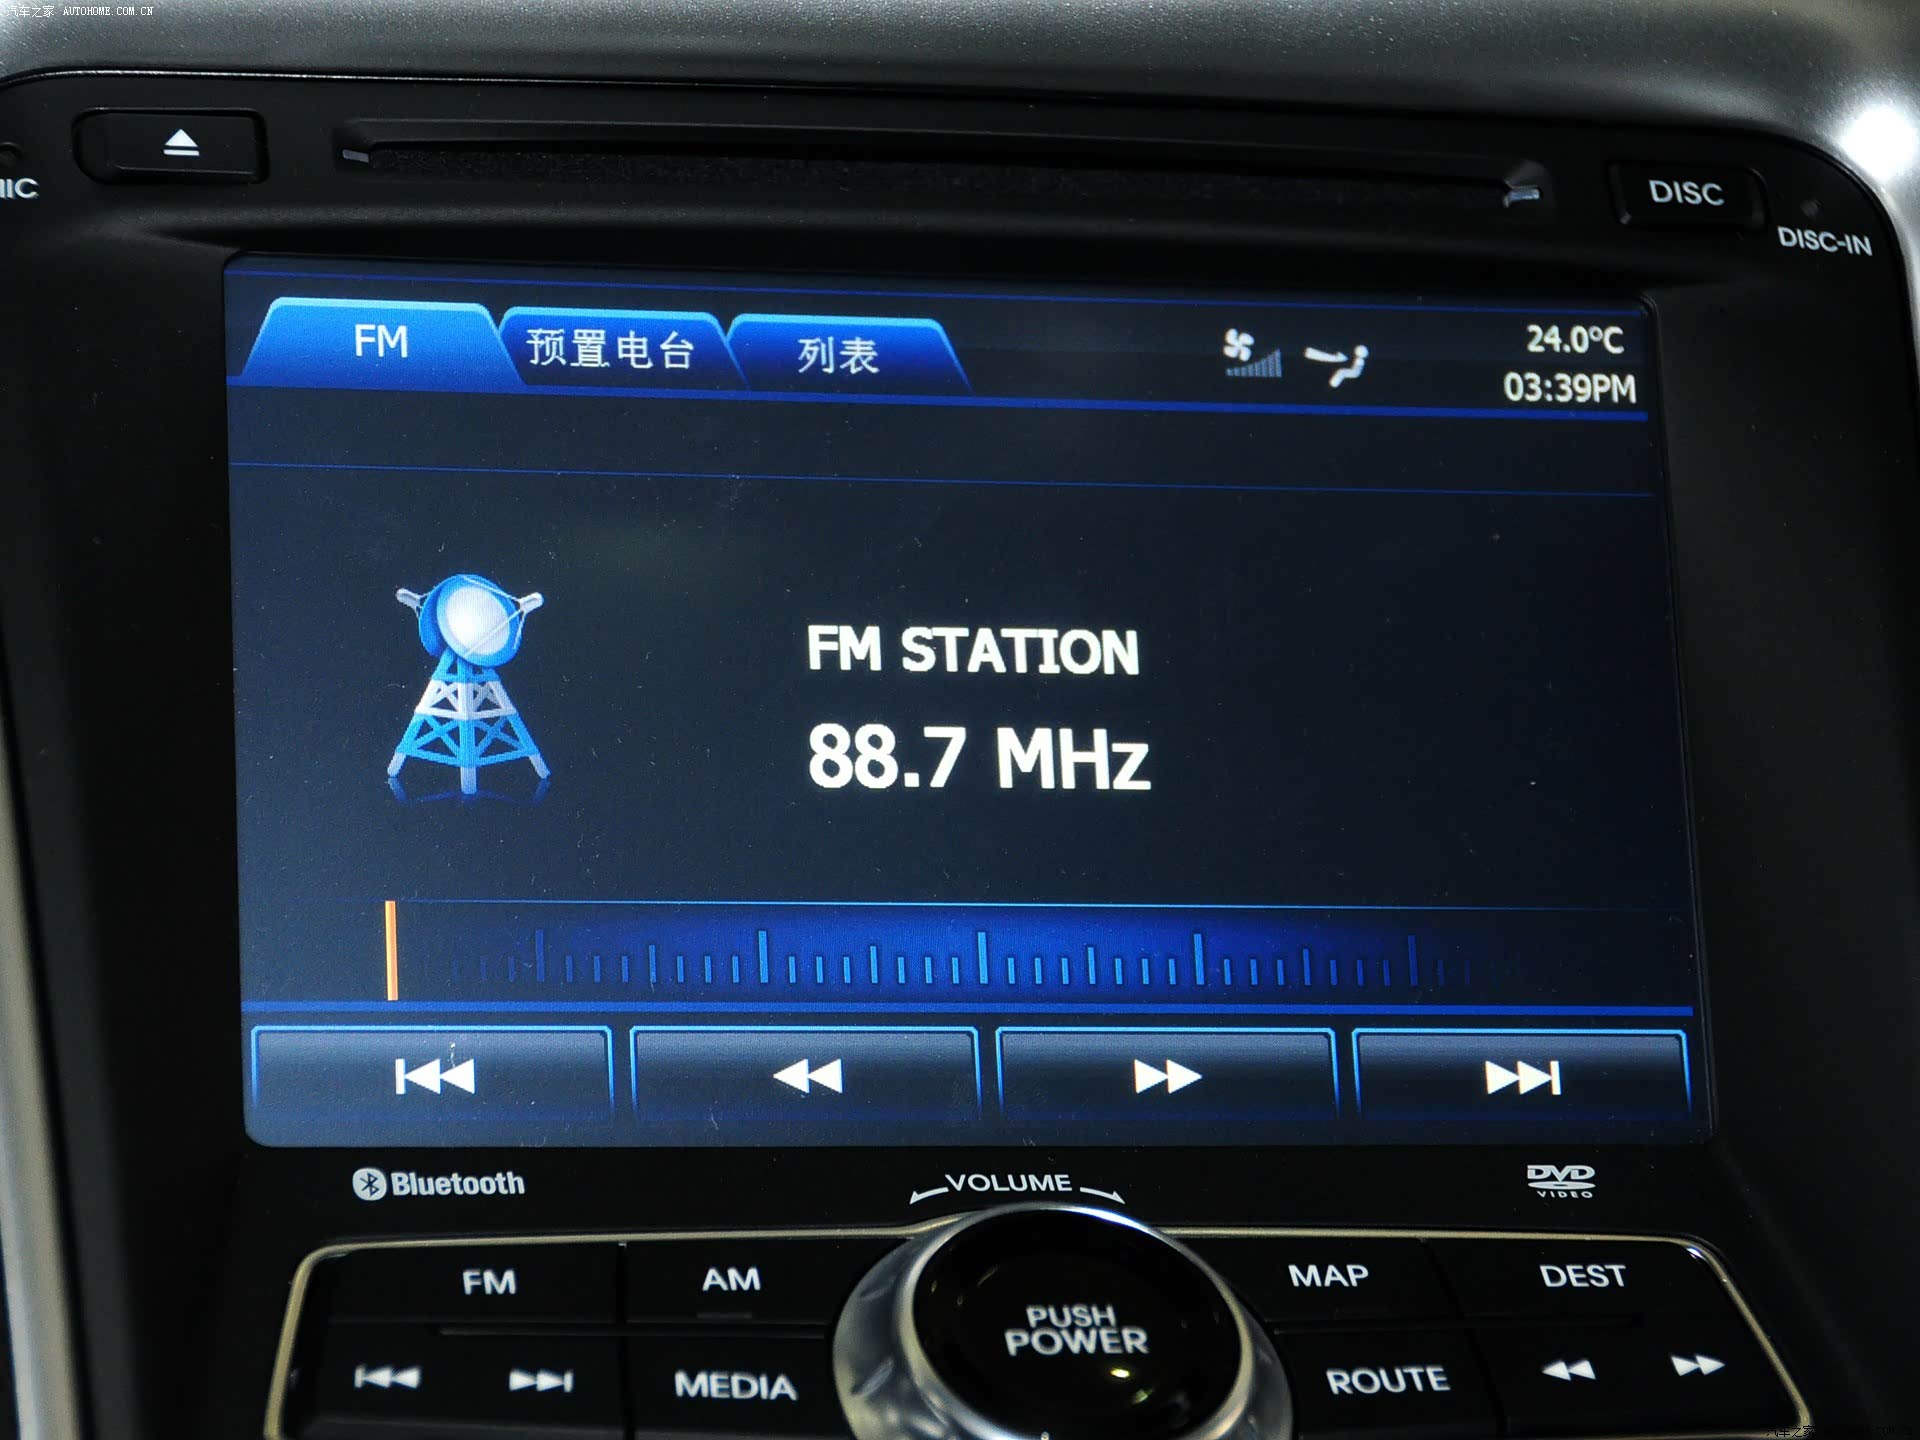 汽车之家 AUTOHOME.COM.CN
DISC
DISC-IN
FM 预置电台 列表
24.0°C
03:39PM
FM STATION
88.7 MHz
Bluetooth
VOLUME
DVD
VIDEO
FM AM MAP DEST
PUSH
POWER
MEDIA ROUTE